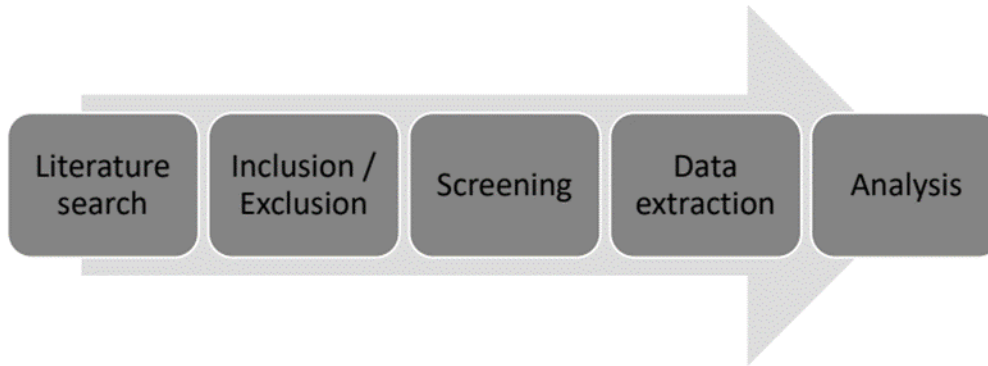 Literature
search
Inclusion /
Exclusion
Screening
Data
extraction
Analysis